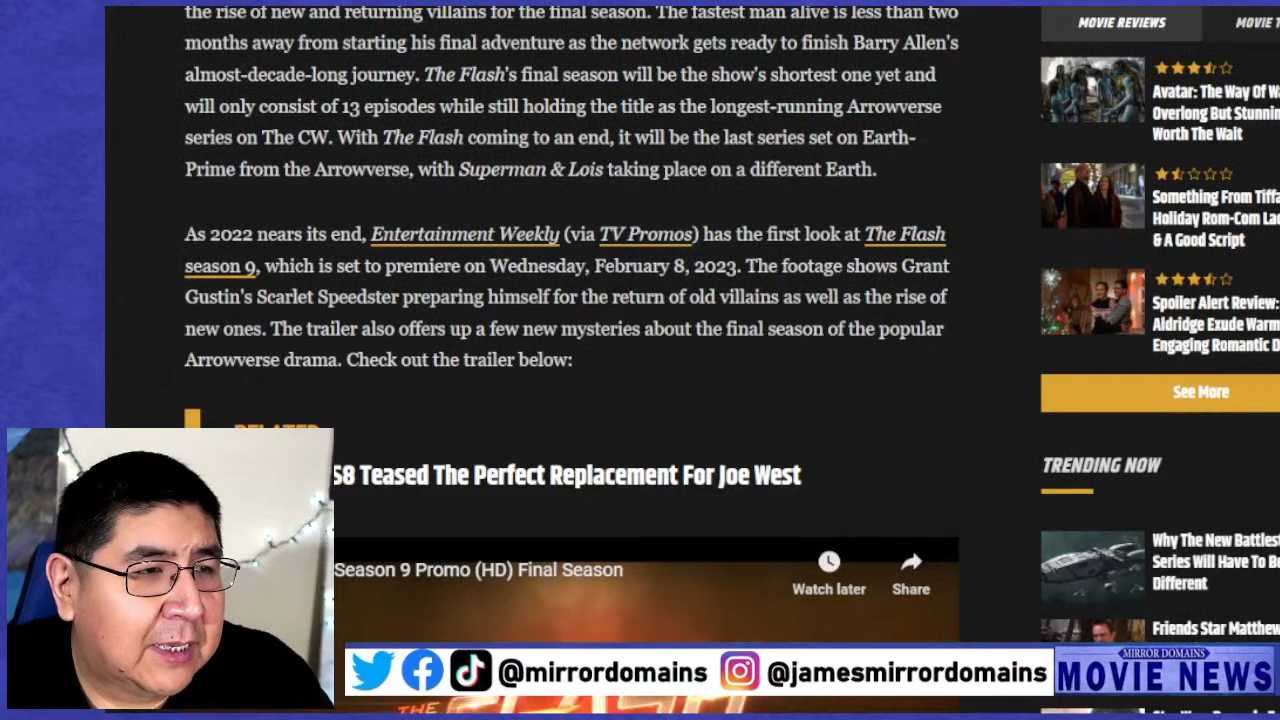 the rise of new and returning villains for the final season. The fastest man alive is less than two
months away from starting his final adventure as the network gets ready to finish Barry Allen's
almost-decade-long journey. The Flash's final season will be the show's shortest one yet and
will only consist of 13 episodes while still holding the title as the longest-running Arrowverse
series on The CW. With The Flash coming to an end, it will be the last series set on Earth-
Prime from the Arrowverse, with Superman & Lois taking place on a different Earth.
As 2022 nears its end, Entertainment Weekly (via TV Promos) has the first look at The Flash
season 9, which is set to premiere on Wednesday, February 8, 2023. The footage shows Grant
Gustin's Scarlet Speedster preparing himself for the return of old villains as well as the rise of
new ones. The trailer also offers up a few new mysteries about the final season of the popular
Arrowverse drama. Check out the trailer below:
RELATED
S8 Teased The Perfect Replacement For Joe West
Season 9 Promo (HD) Final Season
Watch later
Share
THE FLASH
MOVIE REVIEWS
MOVIE T
Avatar: The Way Of Wa
Overlong But Stunnin
Worth The Wait
Something From Tiffa
Holiday Rom-Com Lac
& A Good Script
Spoiler Alert Review:
Aldridge Exude Warm
Engaging Romantic D
See More
TRENDING NOW
Why The New Battlest
Series Will Have To Be
Different
Friends Star Matthew
@mirrordomains
@jamesmirrordomains
MIRROR DOMAINS
MOVIE NEWS